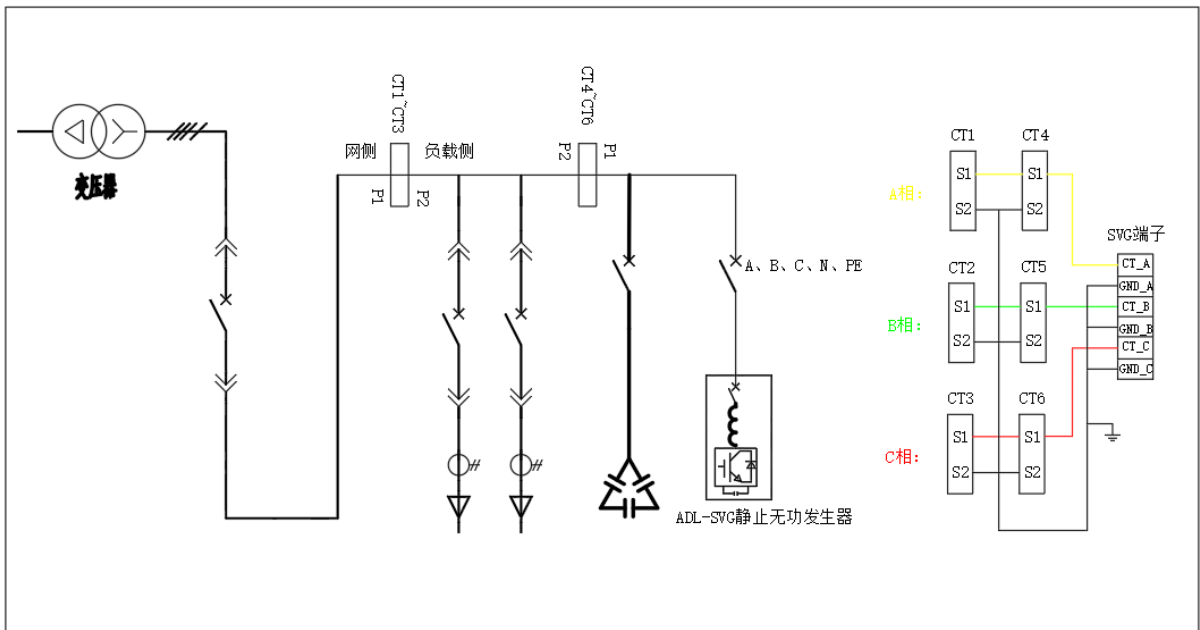 变压器
CT1~CT3
网侧
负载侧
P1
P2
CT4~CT6
P2
P1
A、B、C、N、PE
ADL-SVG静止无功发生器
CT1
CT4
A相:
S1
S1
S2
S2
SVG端子
CT_A
GND_A
CT_B
GND_B
CT_C
GND_C
CT2
CT5
B相:
S1
S1
S2
S2
CT3
CT6
C相:
S1
S1
S2
S2